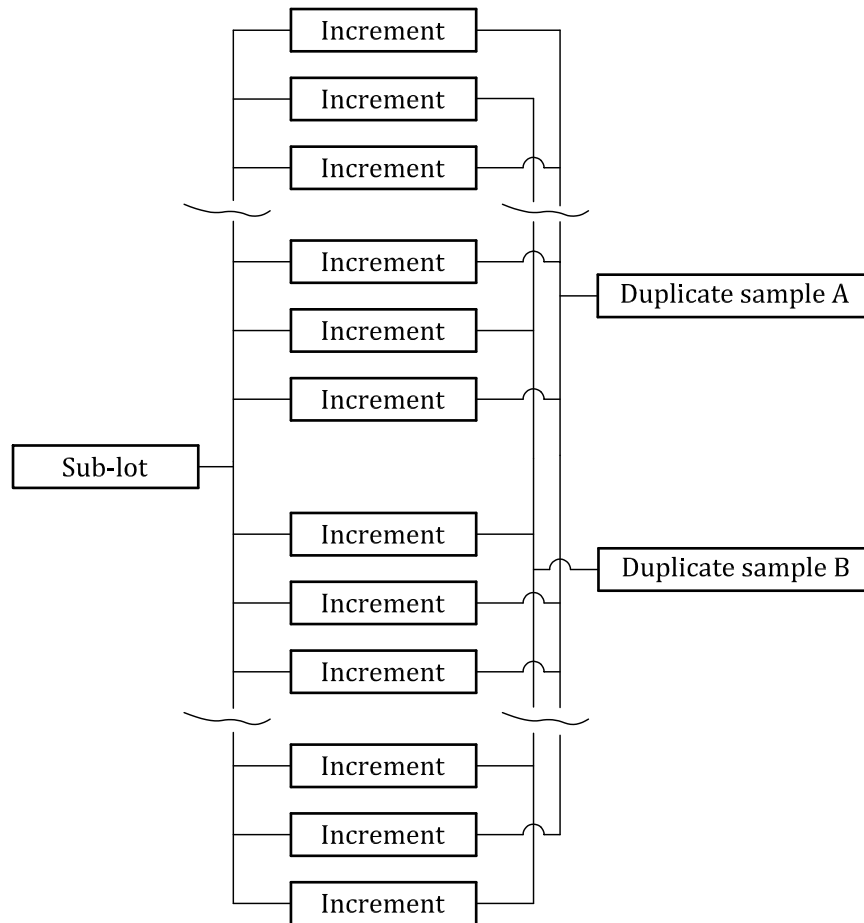 Increment
Increment
Increment
Increment
Duplicate sample A
Increment
Increment
Sub-lot
Increment
Duplicate sample B
Increment
Increment
Increment
Increment
Increment